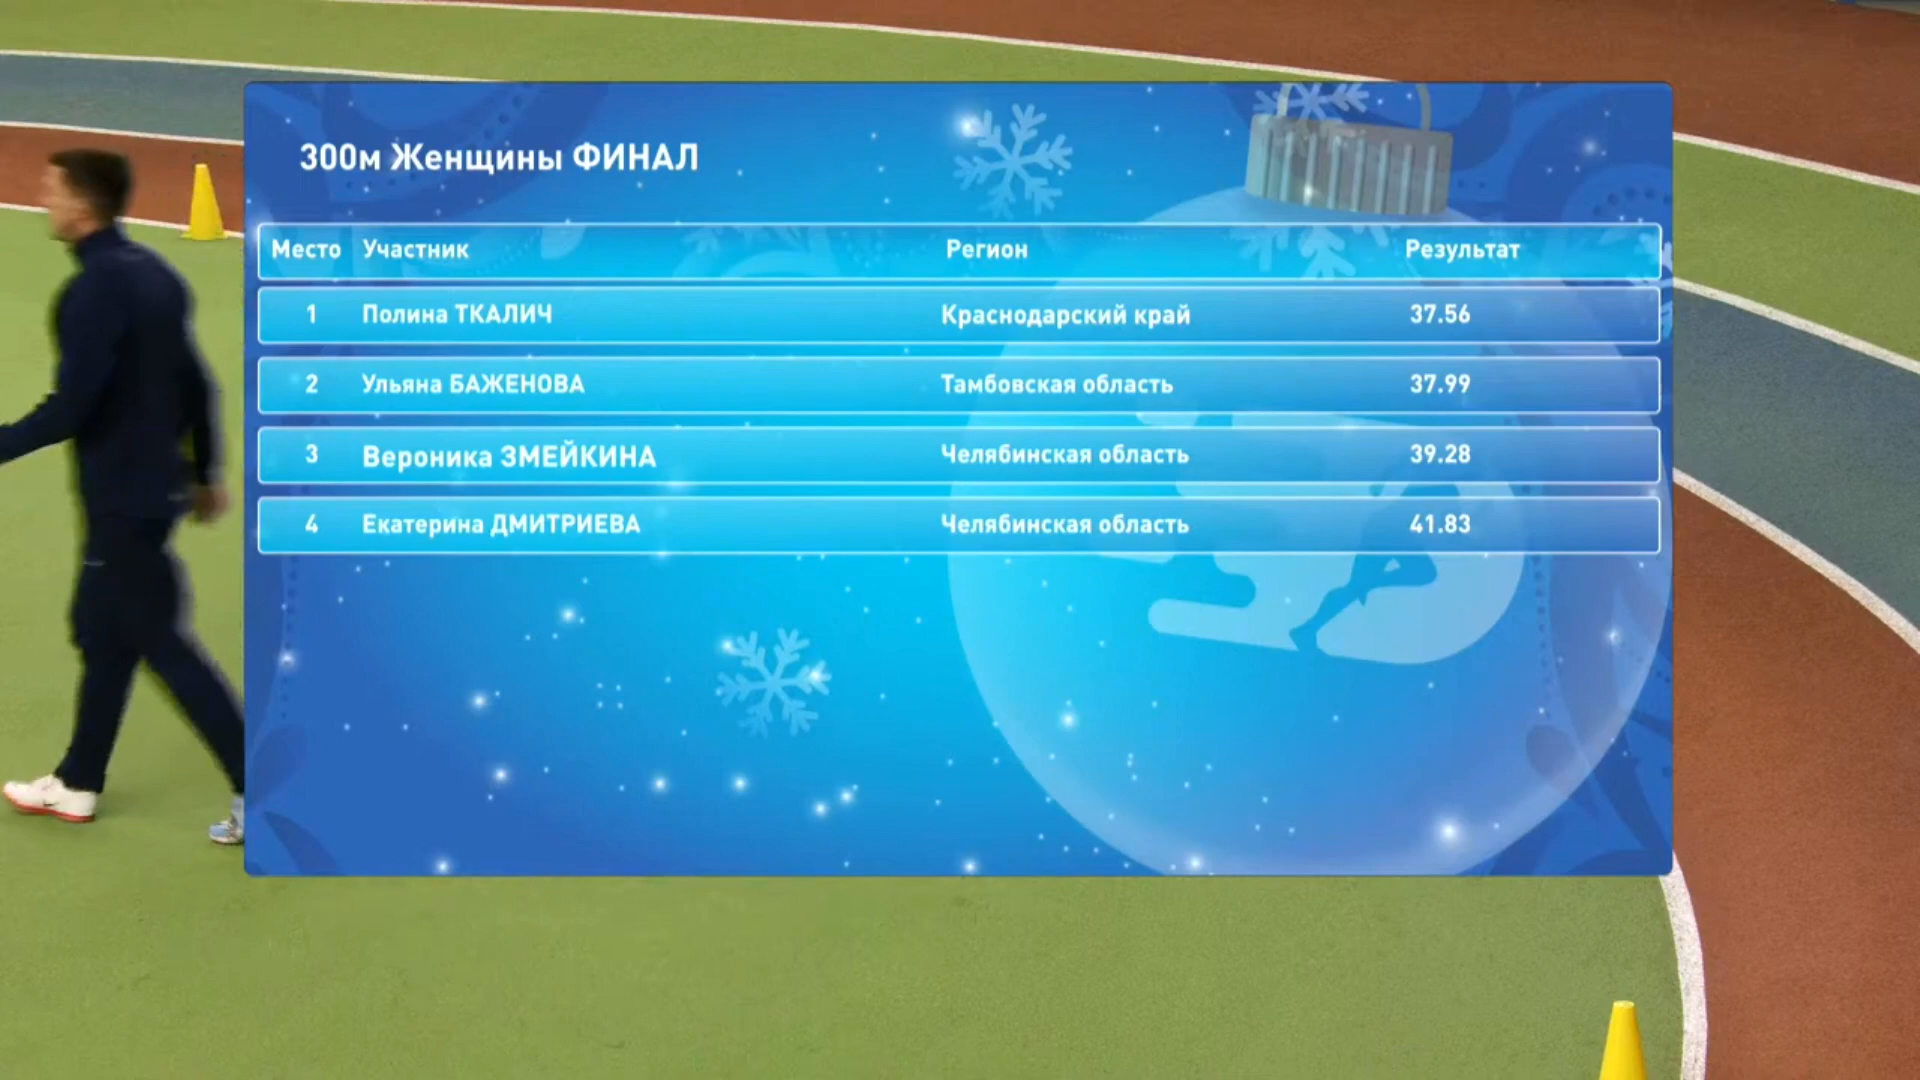 300м Женщины ФИНАЛ
Место Участник Регион Результат
1 Полина ТКАЛИЧ Краснодарский край 37.56
2 Ульяна БАЖЕНОВА Тамбовская область 37.99
3 Вероника ЗМЕЙКИНА Челябинская область 39.28
4 Екатерина ДМИТРИЕВА Челябинская область 41.83